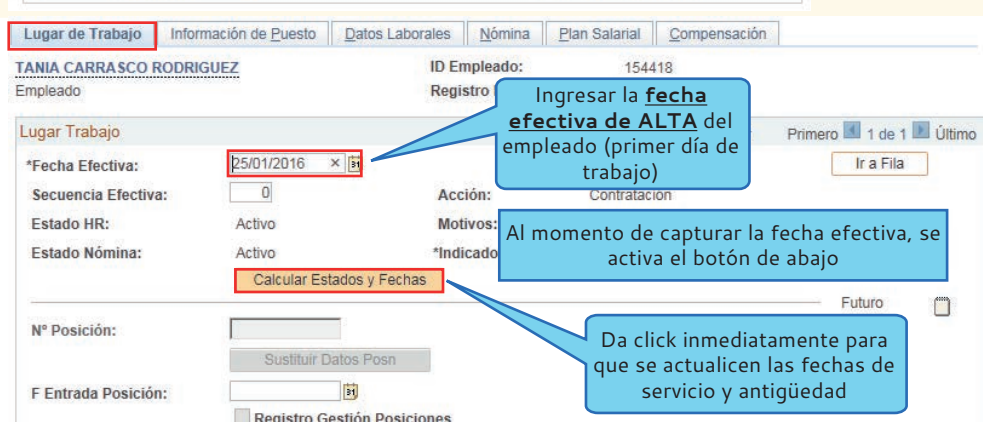 Lugar de Trabajo Información de Puesto Datos Laborales Nómina Plan Salarial Compensación
TANIA CARRASCO RODRIGUEZ ID Empleado: 154418
Empleado Registro
Ingresar la fecha
efectiva de ALTA del
empleado (primer día de
trabajo)
Lugar Trabajo Primero 1 de 1 Último
*Fecha Efectiva: 25/01/2016 × 31 Ir a Fila
Secuencia Efectiva: 0 Acción: Contratación
Estado HR: Activo Motivos:
Estado Nómina: Activo *Indicado
Al momento de capturar la fecha efectiva, se
activa el botón de abajo
Calcular Estados y Fechas
Futuro
Nº Posición:
Sustituir Datos Posn
Da click inmediatamente para
que se actualicen las fechas de
servicio y antigüedad
F Entrada Posición: 31
Registro Gestión Posiciones